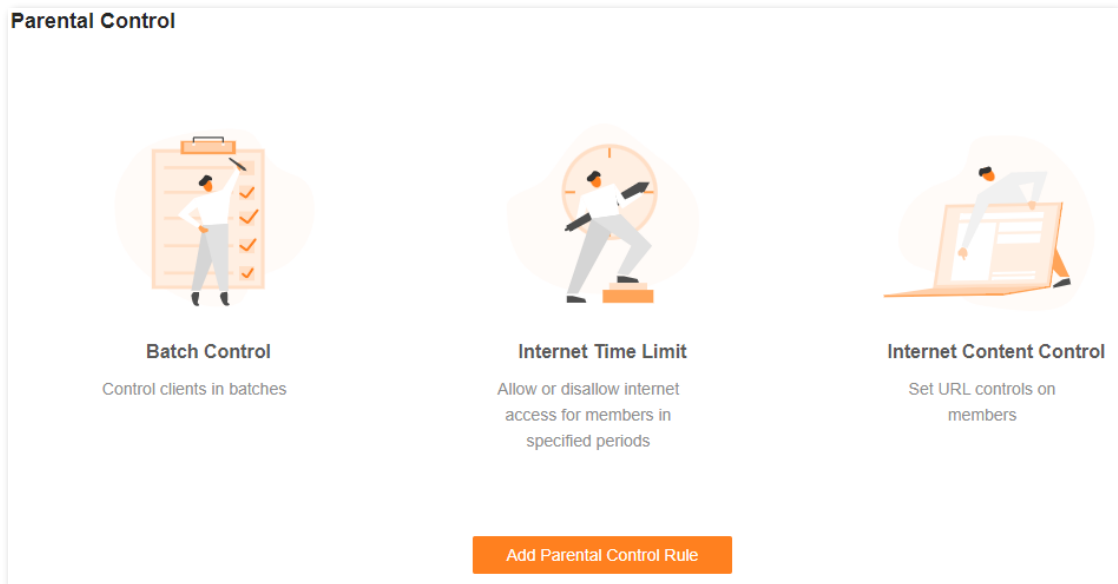 Parental Control
Batch Control
Control clients in batches
Internet Time Limit
Allow or disallow internet
access for members in
specified periods
Internet Content Control
Set URL controls on
members
Add Parental Control Rule